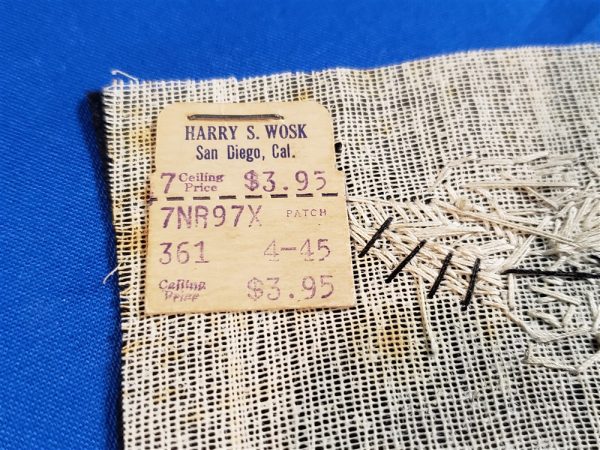 HARRY S. WOSK
San Diego, Cal.
7 Ceiling Price $3.95
7NR97X PATCH
361 4-45
Ceiling Price $3.95